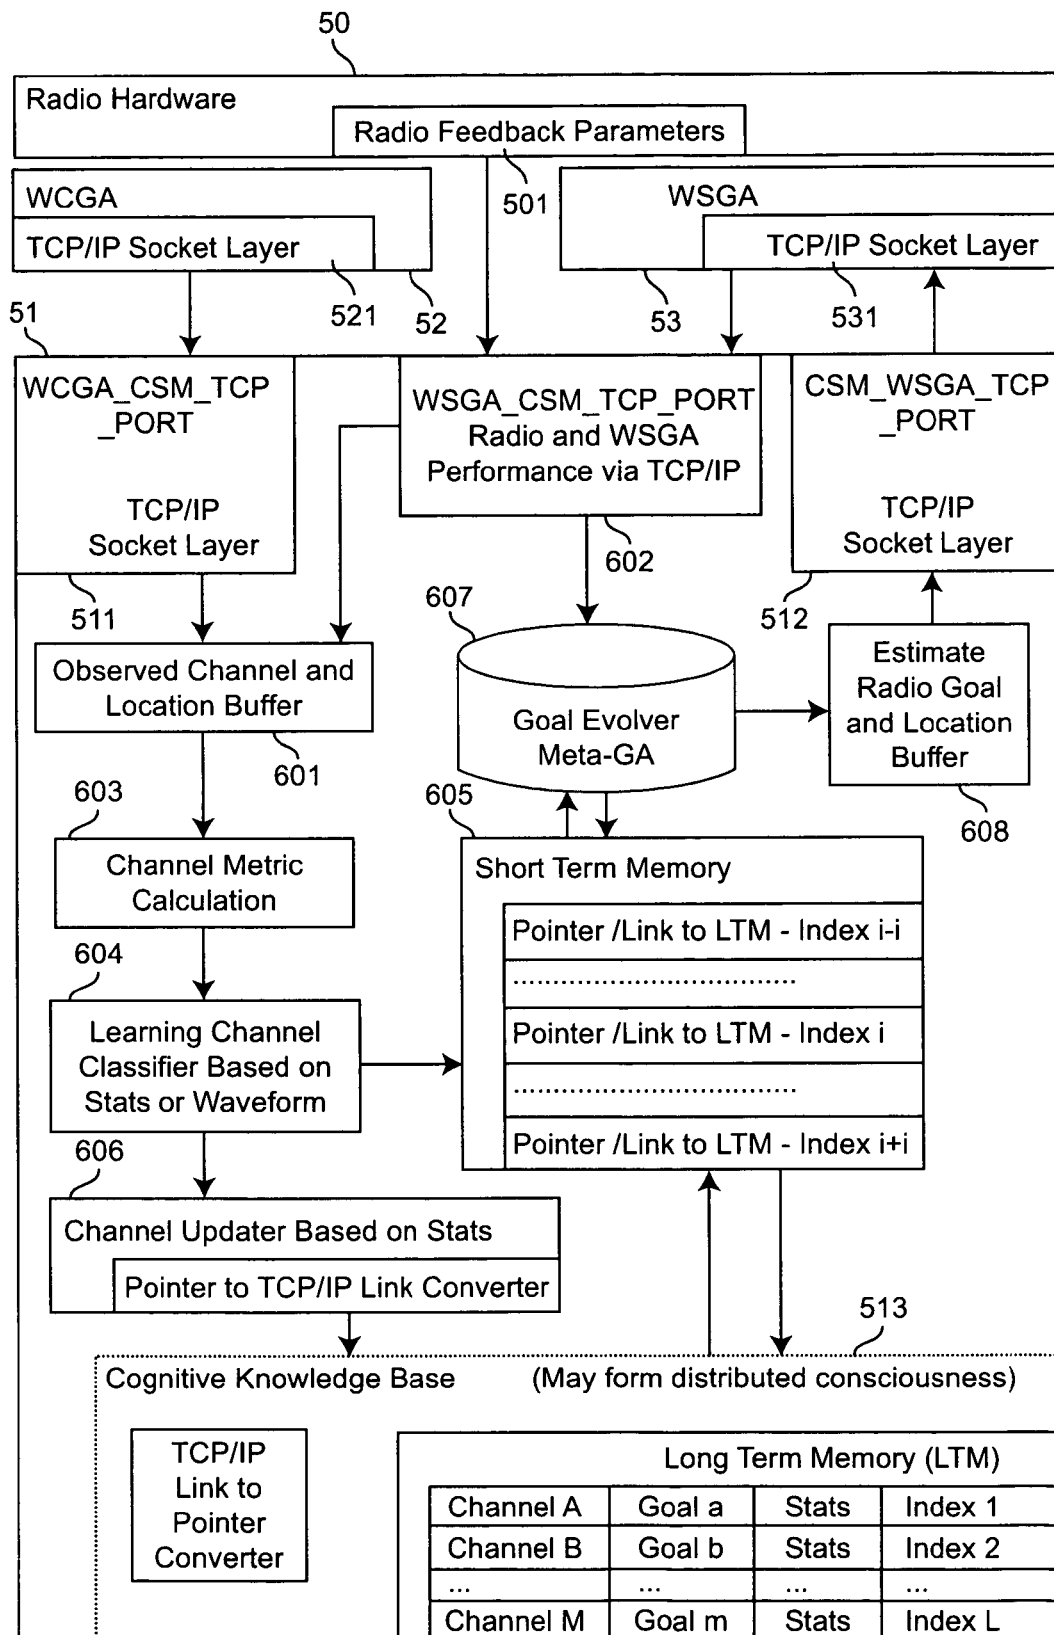 50
Radio Hardware
Radio Feedback Parameters
501
WCGA
TCP/IP Socket Layer
521
52
WSGA
TCP/IP Socket Layer
53
531
51
WCGA_CSM_TCP
_PORT
TCP/IP
Socket Layer
511
WSGA_CSM_TCP_PORT
Radio and WSGA
Performance via TCP/IP
602
CSM_WSGA_TCP
_PORT
TCP/IP
Socket Layer
512
Observed Channel and
Location Buffer
601
607
Goal Evolver
Meta-GA
Estimate
Radio Goal
and Location
Buffer
608
603
Channel Metric
Calculation
605
Short Term Memory
Pointer /Link to LTM - Index i-i
....................................
Pointer /Link to LTM - Index i
....................................
Pointer /Link to LTM - Index i+i
604
Learning Channel
Classifier Based on
Stats or Waveform
606
Channel Updater Based on Stats
Pointer to TCP/IP Link Converter
513
Cognitive Knowledge Base (May form distributed consciousness)
TCP/IP
Link to
Pointer
Converter
Long Term Memory (LTM)
Channel A Goal a Stats Index 1
Channel B Goal b Stats Index 2
... ... ... ...
Channel M Goal m Stats Index L